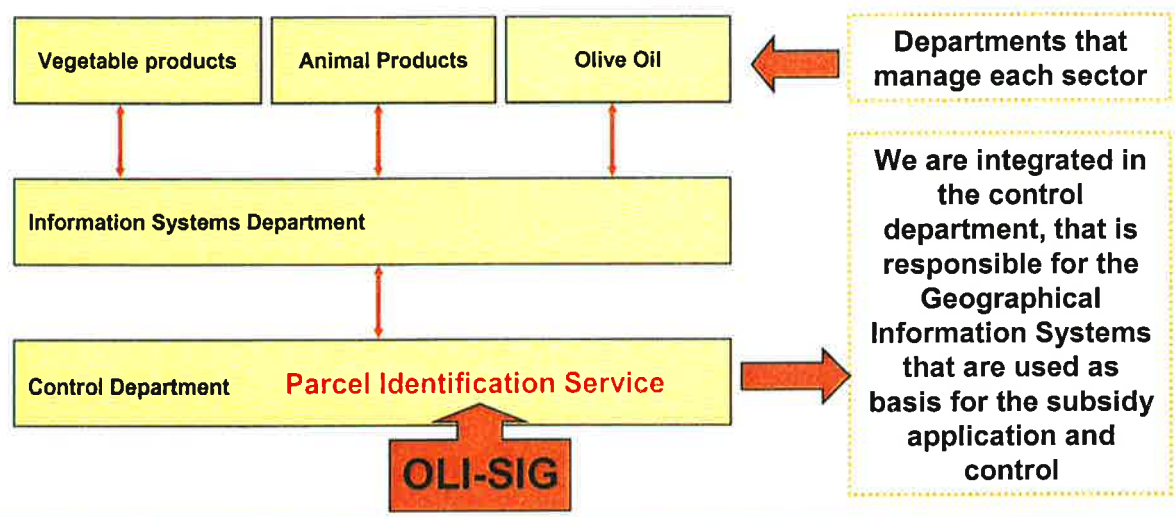 Vegetable products
Animal Products
Olive Oil
Departments that
manage each sector
Information Systems Department
We are integrated in
the control
department, that is
responsible for the
Geographical
Information Systems
that are used as
basis for the subsidy
application and
control
Control Department
Parcel Identification Service
OLI-SIG